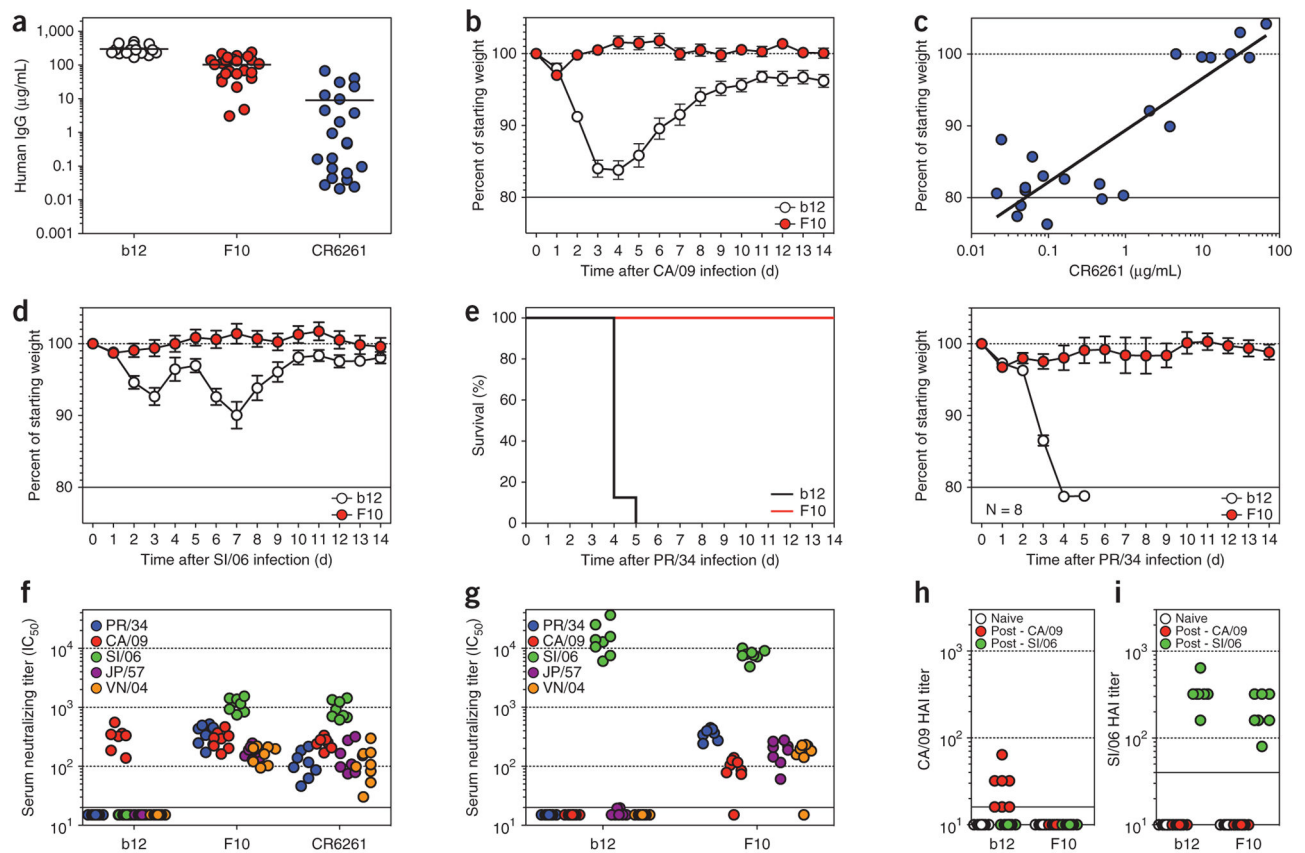 a
Human IgG (μg/mL)
1,000
100
10
1
0.1
0.01
0.001
b12
F10
CR6261
b
Percent of starting weight
100
90
80
b12
F10
0 1 2 3 4 5 6 7 8 9 10 11 12 13 14
Time after CA/09 infection (d)
c
Percent of starting weight
100
90
80
0.01 0.1 1 10 100
CR6261 (μg/mL)
d
Percent of starting weight
100
90
80
b12
F10
0 1 2 3 4 5 6 7 8 9 10 11 12 13 14
Time after SI/06 infection (d)
e
Survival (%)
100
80
60
40
20
0
b12
F10
0 1 2 3 4 5 6 7 8 9 10 11 12 13 14
Time after PR/34 infection (d)
Percent of starting weight
100
90
80
N = 8
b12
F10
0 1 2 3 4 5 6 7 8 9 10 11 12 13 14
Time after PR/34 infection (d)
f
Serum neutralizing titer (IC50)
10^4
10^3
10^2
10^1
PR/34
CA/09
SI/06
JP/57
VN/04
b12
F10
CR6261
g
Serum neutralizing titer (IC50)
10^4
10^3
10^2
10^1
PR/34
CA/09
SI/06
JP/57
VN/04
b12
F10
h
CA/09 HAI titer
10^3
10^2
10^1
Naive
Post - CA/09
Post - SI/06
b12 F10
i
SI/06 HAI titer
10^3
10^2
10^1
Naive
Post - CA/09
Post - SI/06
b12 F10